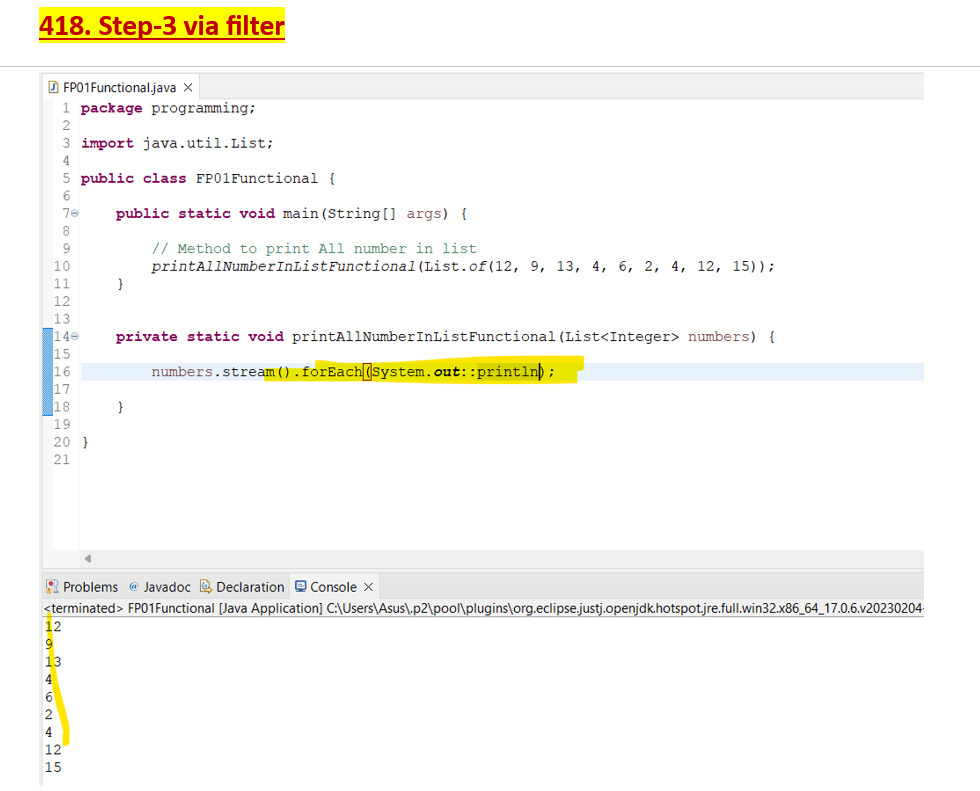 418. Step-3 via filter
FP01Functional.java
1 package programming;
2
3 import java.util.List;
4
5 public class FP01Functional {
6
7 public static void main(String[] args) {
8
9 // Method to print All number in list
10 printAllNumberInListFunctional(List.of(12, 9, 13, 4, 6, 2, 4, 12, 15));
11 }
12
13
14 private static void printAllNumberInListFunctional(List<Integer> numbers) {
15
16 numbers.stream().forEach(System.out::println);
17
18 }
19
20 }
21
Problems @ Javadoc Declaration Console
<terminated> FP01Functional [Java Application] C:\Users\Asus\.p2\pool\plugins\org.eclipse.justj.openjdk.hotspot.jre.full.win32.x86_64_17.0.6.v20230204-
12
9
13
4
6
2
4
12
15